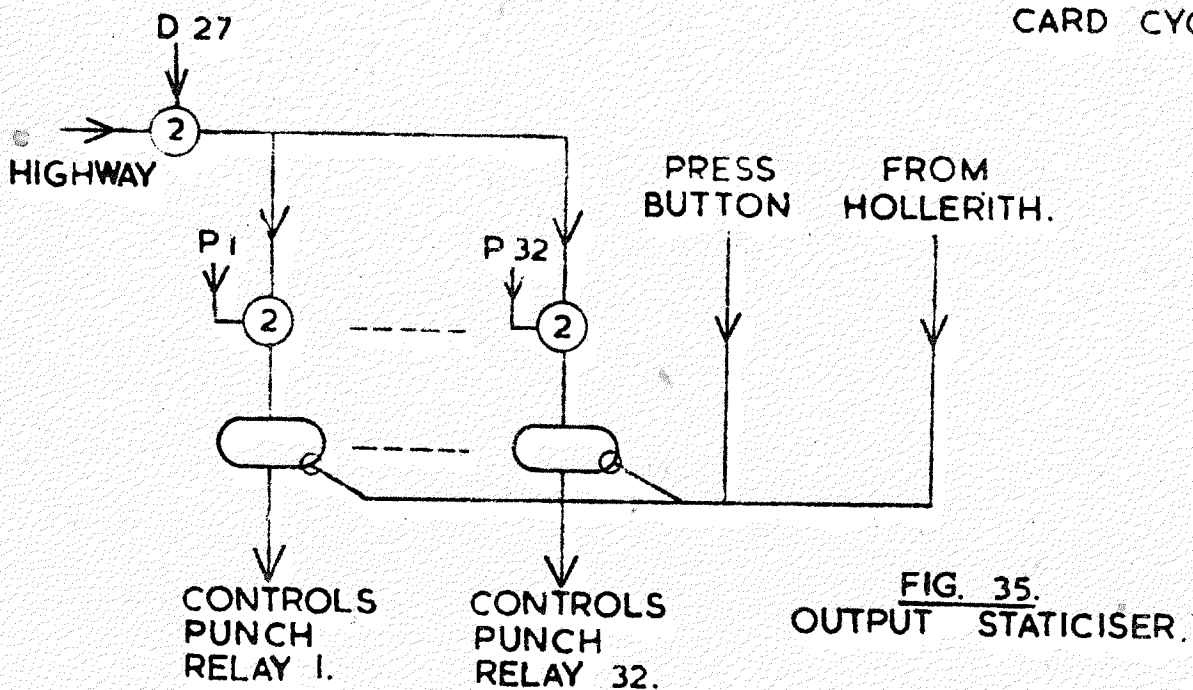 CARD CYC
D 27
2
HIGHWAY
PRESS
BUTTON
FROM
HOLLERITH.
P 1
P 32
2
2
CONTROLS
PUNCH
RELAY 1.
CONTROLS
PUNCH
RELAY 32.
FIG. 35.
OUTPUT STATICISER.